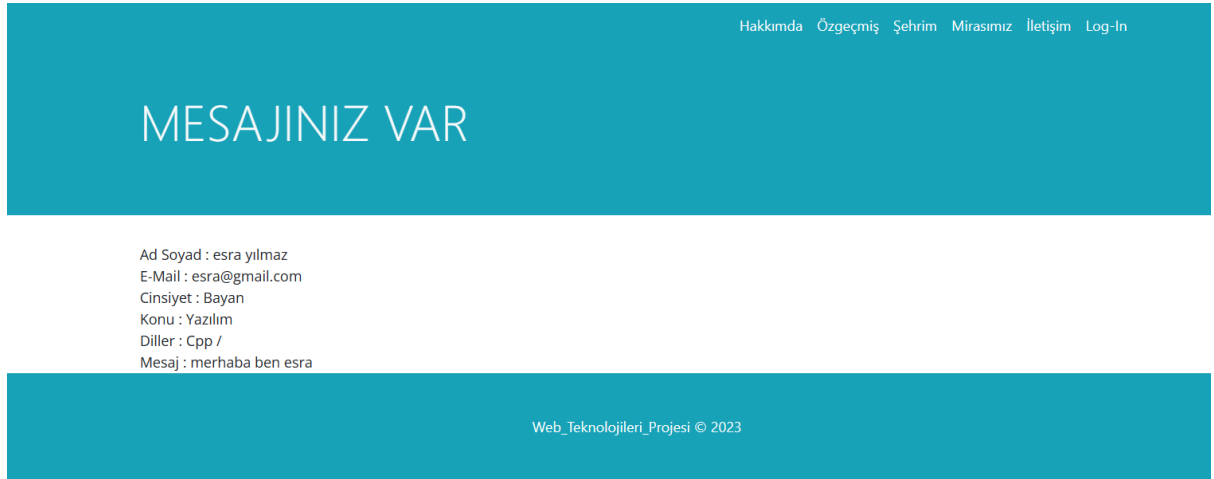 Hakkımda Özgeçmiş Şehrim Mirasımız İletişim Log-In
MESAJINIZ VAR
Ad Soyad : esra yılmaz
E-Mail : esra@gmail.com
Cinsiyet : Bayan
Konu : Yazılım
Diller : Cpp /
Mesaj : merhaba ben esra
Web_Teknolojileri_Projesi © 2023